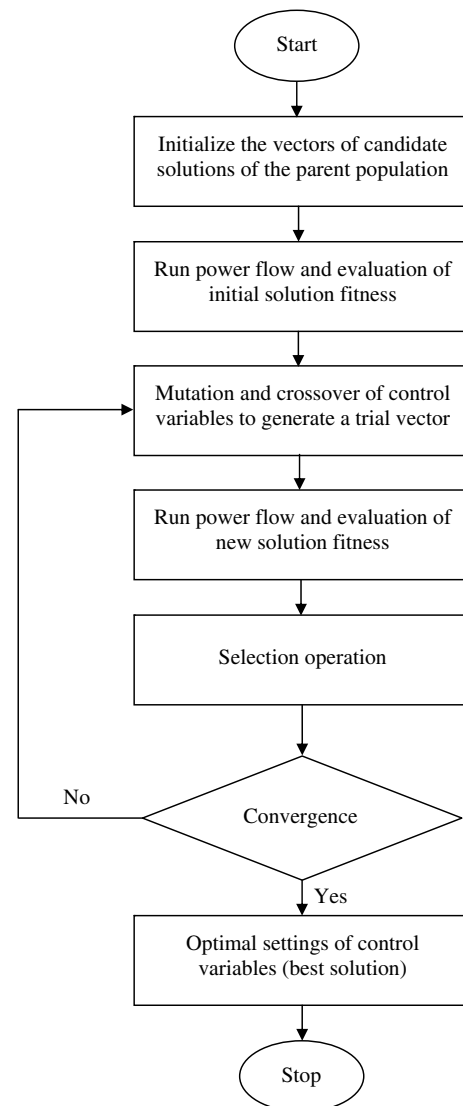 Start
Initialize the vectors of candidate
solutions of the parent population
Run power flow and evaluation of
initial solution fitness
Mutation and crossover of control
variables to generate a trial vector
Run power flow and evaluation of
new solution fitness
Selection operation
No
Convergence
Yes
Optimal settings of control
variables (best solution)
Stop